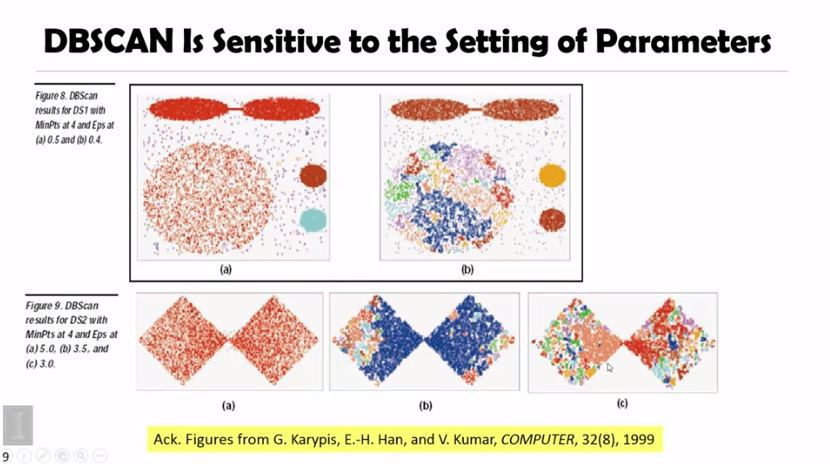 DBSCAN Is Sensitive to the Setting of Parameters
Figure 8. DBScan
results for DS1 with
MinPts at 4 and Eps at
(a) 0.5 and (b) 0.4.
(a)
(b)
Figure 9. DBScan
results for DS2 with
MinPts at 4 and Eps at
(a) 5.0, (b) 3.5, and
(c) 3.0.
(a)
(b)
(c)
Ack. Figures from G. Karypis, E.-H. Han, and V. Kumar, COMPUTER, 32(8), 1999
I
9